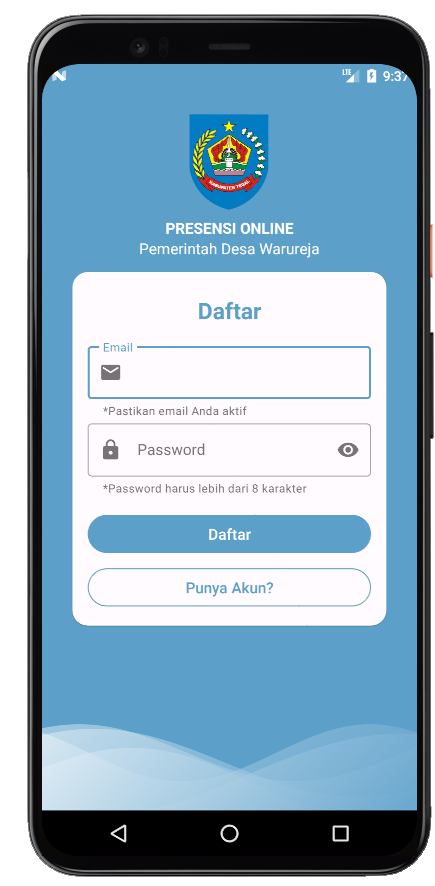 LTE
9:37
KABUPATEN TEGAL
PRESENSI ONLINE
Pemerintah Desa Warureja
Daftar
Email
*Pastikan email Anda aktif
Password
*Password harus lebih dari 8 karakter
Daftar
Punya Akun?